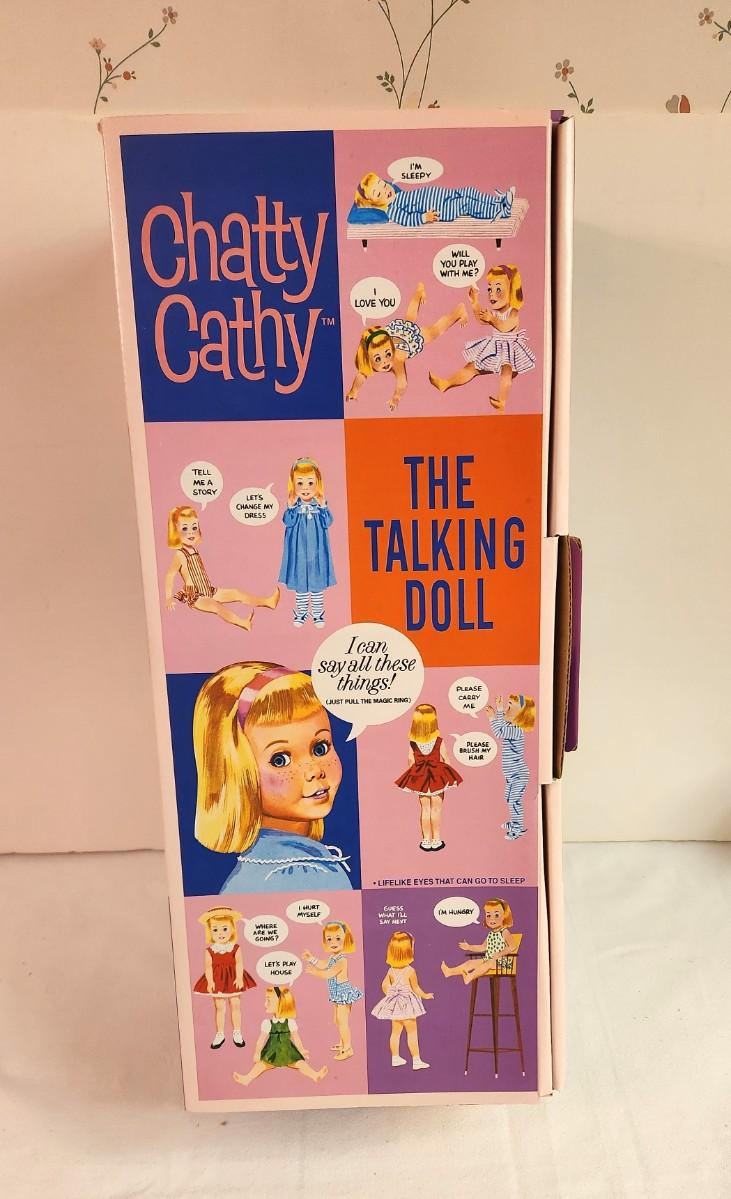 Chatty
Cathy™
I'M
SLEEPY
WILL
YOU PLAY
WITH ME?
I
LOVE YOU
TELL
ME A
STORY
LET'S
CHANGE MY
DRESS
THE
TALKING
DOLL
I can
say all these
things!
(JUST PULL THE MAGIC RING)
PLEASE
CARRY
ME
PLEASE
BRUSH MY
HAIR
• LIFELIKE EYES THAT CAN GO TO SLEEP
WHERE
ARE WE
GOING?
I HURT
MYSELF
LET'S PLAY
HOUSE
GUESS
WHAT I'LL
SAY NEXT
I'M HUNGRY